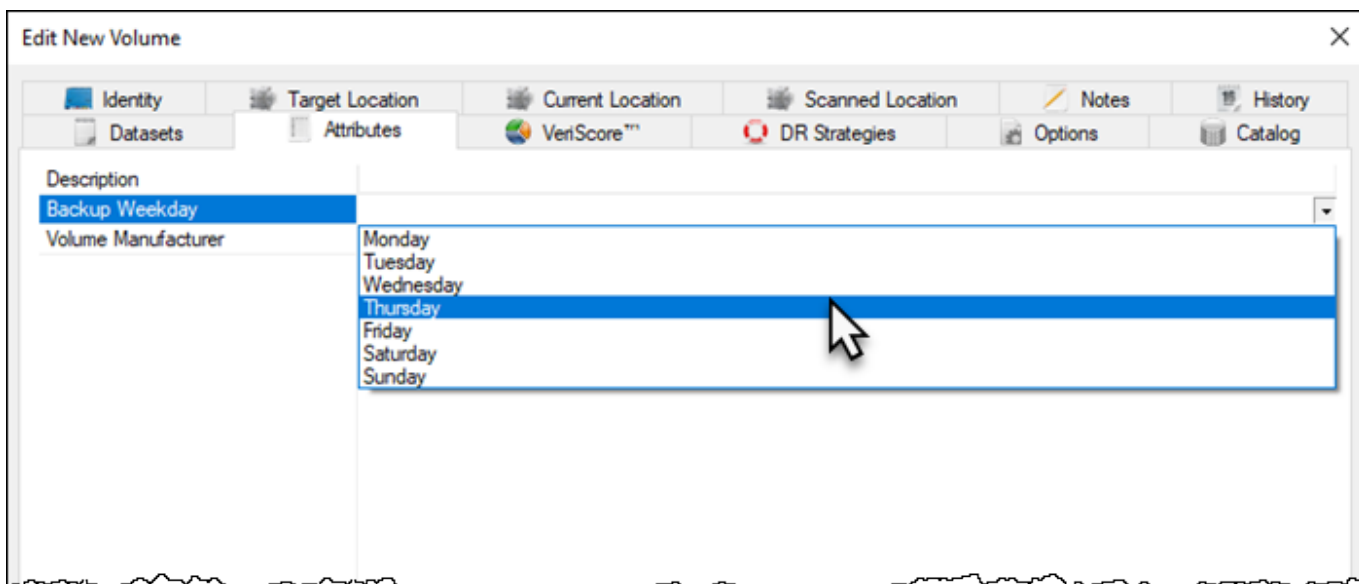 Edit New Volume
Identity Target Location Current Location Scanned Location Notes History
Datasets Attributes VeriScore™ DR Strategies Options Catalog
Description
Backup Weekday
Volume Manufacturer
Monday
Tuesday
Wednesday
Thursday
Friday
Saturday
Sunday